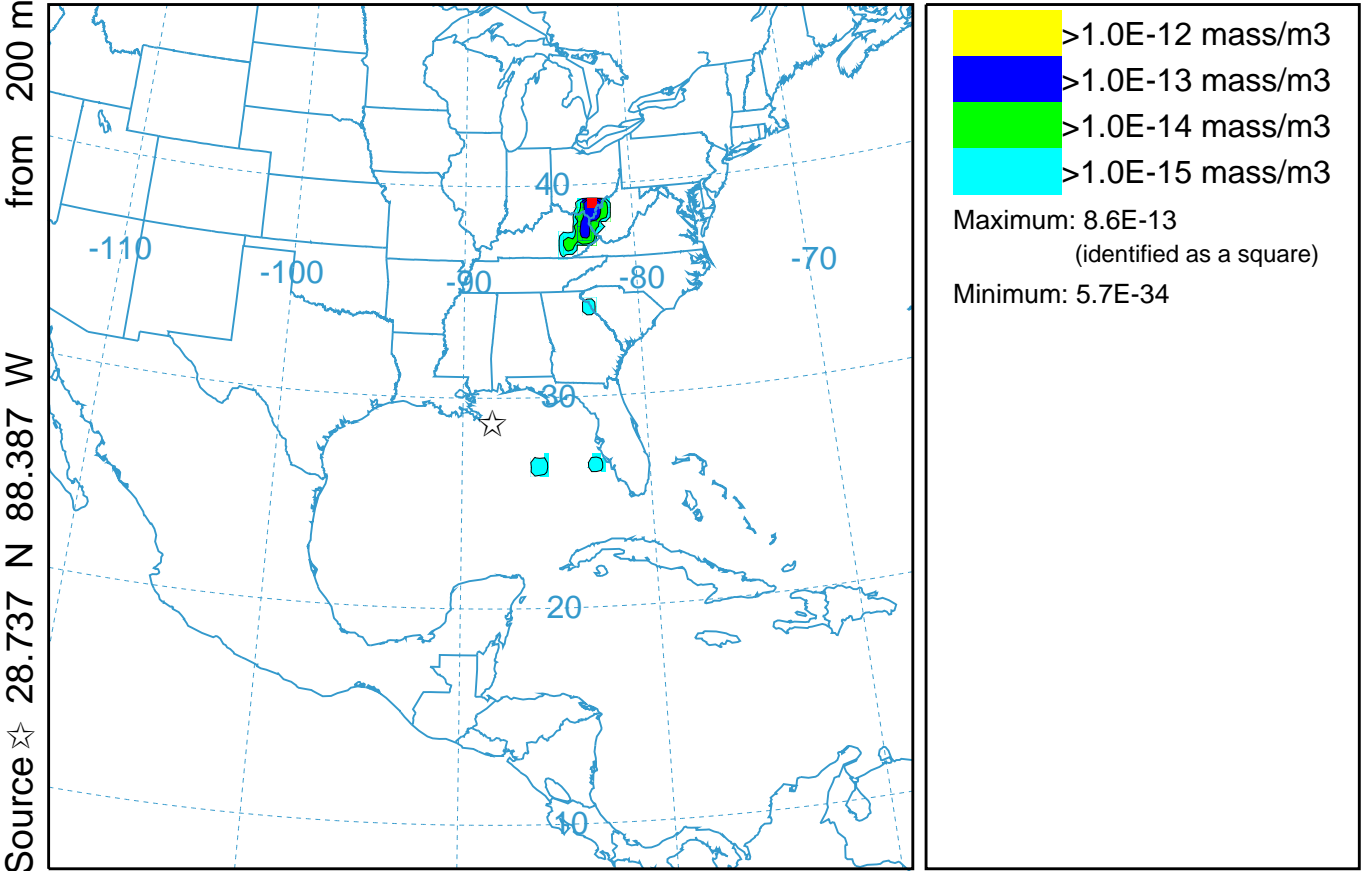 Source ☆ 28.737 N 88.387 W from 200 m
40
-110
-100
-90
-80
-70
30
20
10
>1.0E-12 mass/m3
>1.0E-13 mass/m3
>1.0E-14 mass/m3
>1.0E-15 mass/m3
Maximum: 8.6E-13
(identified as a square)
Minimum: 5.7E-34